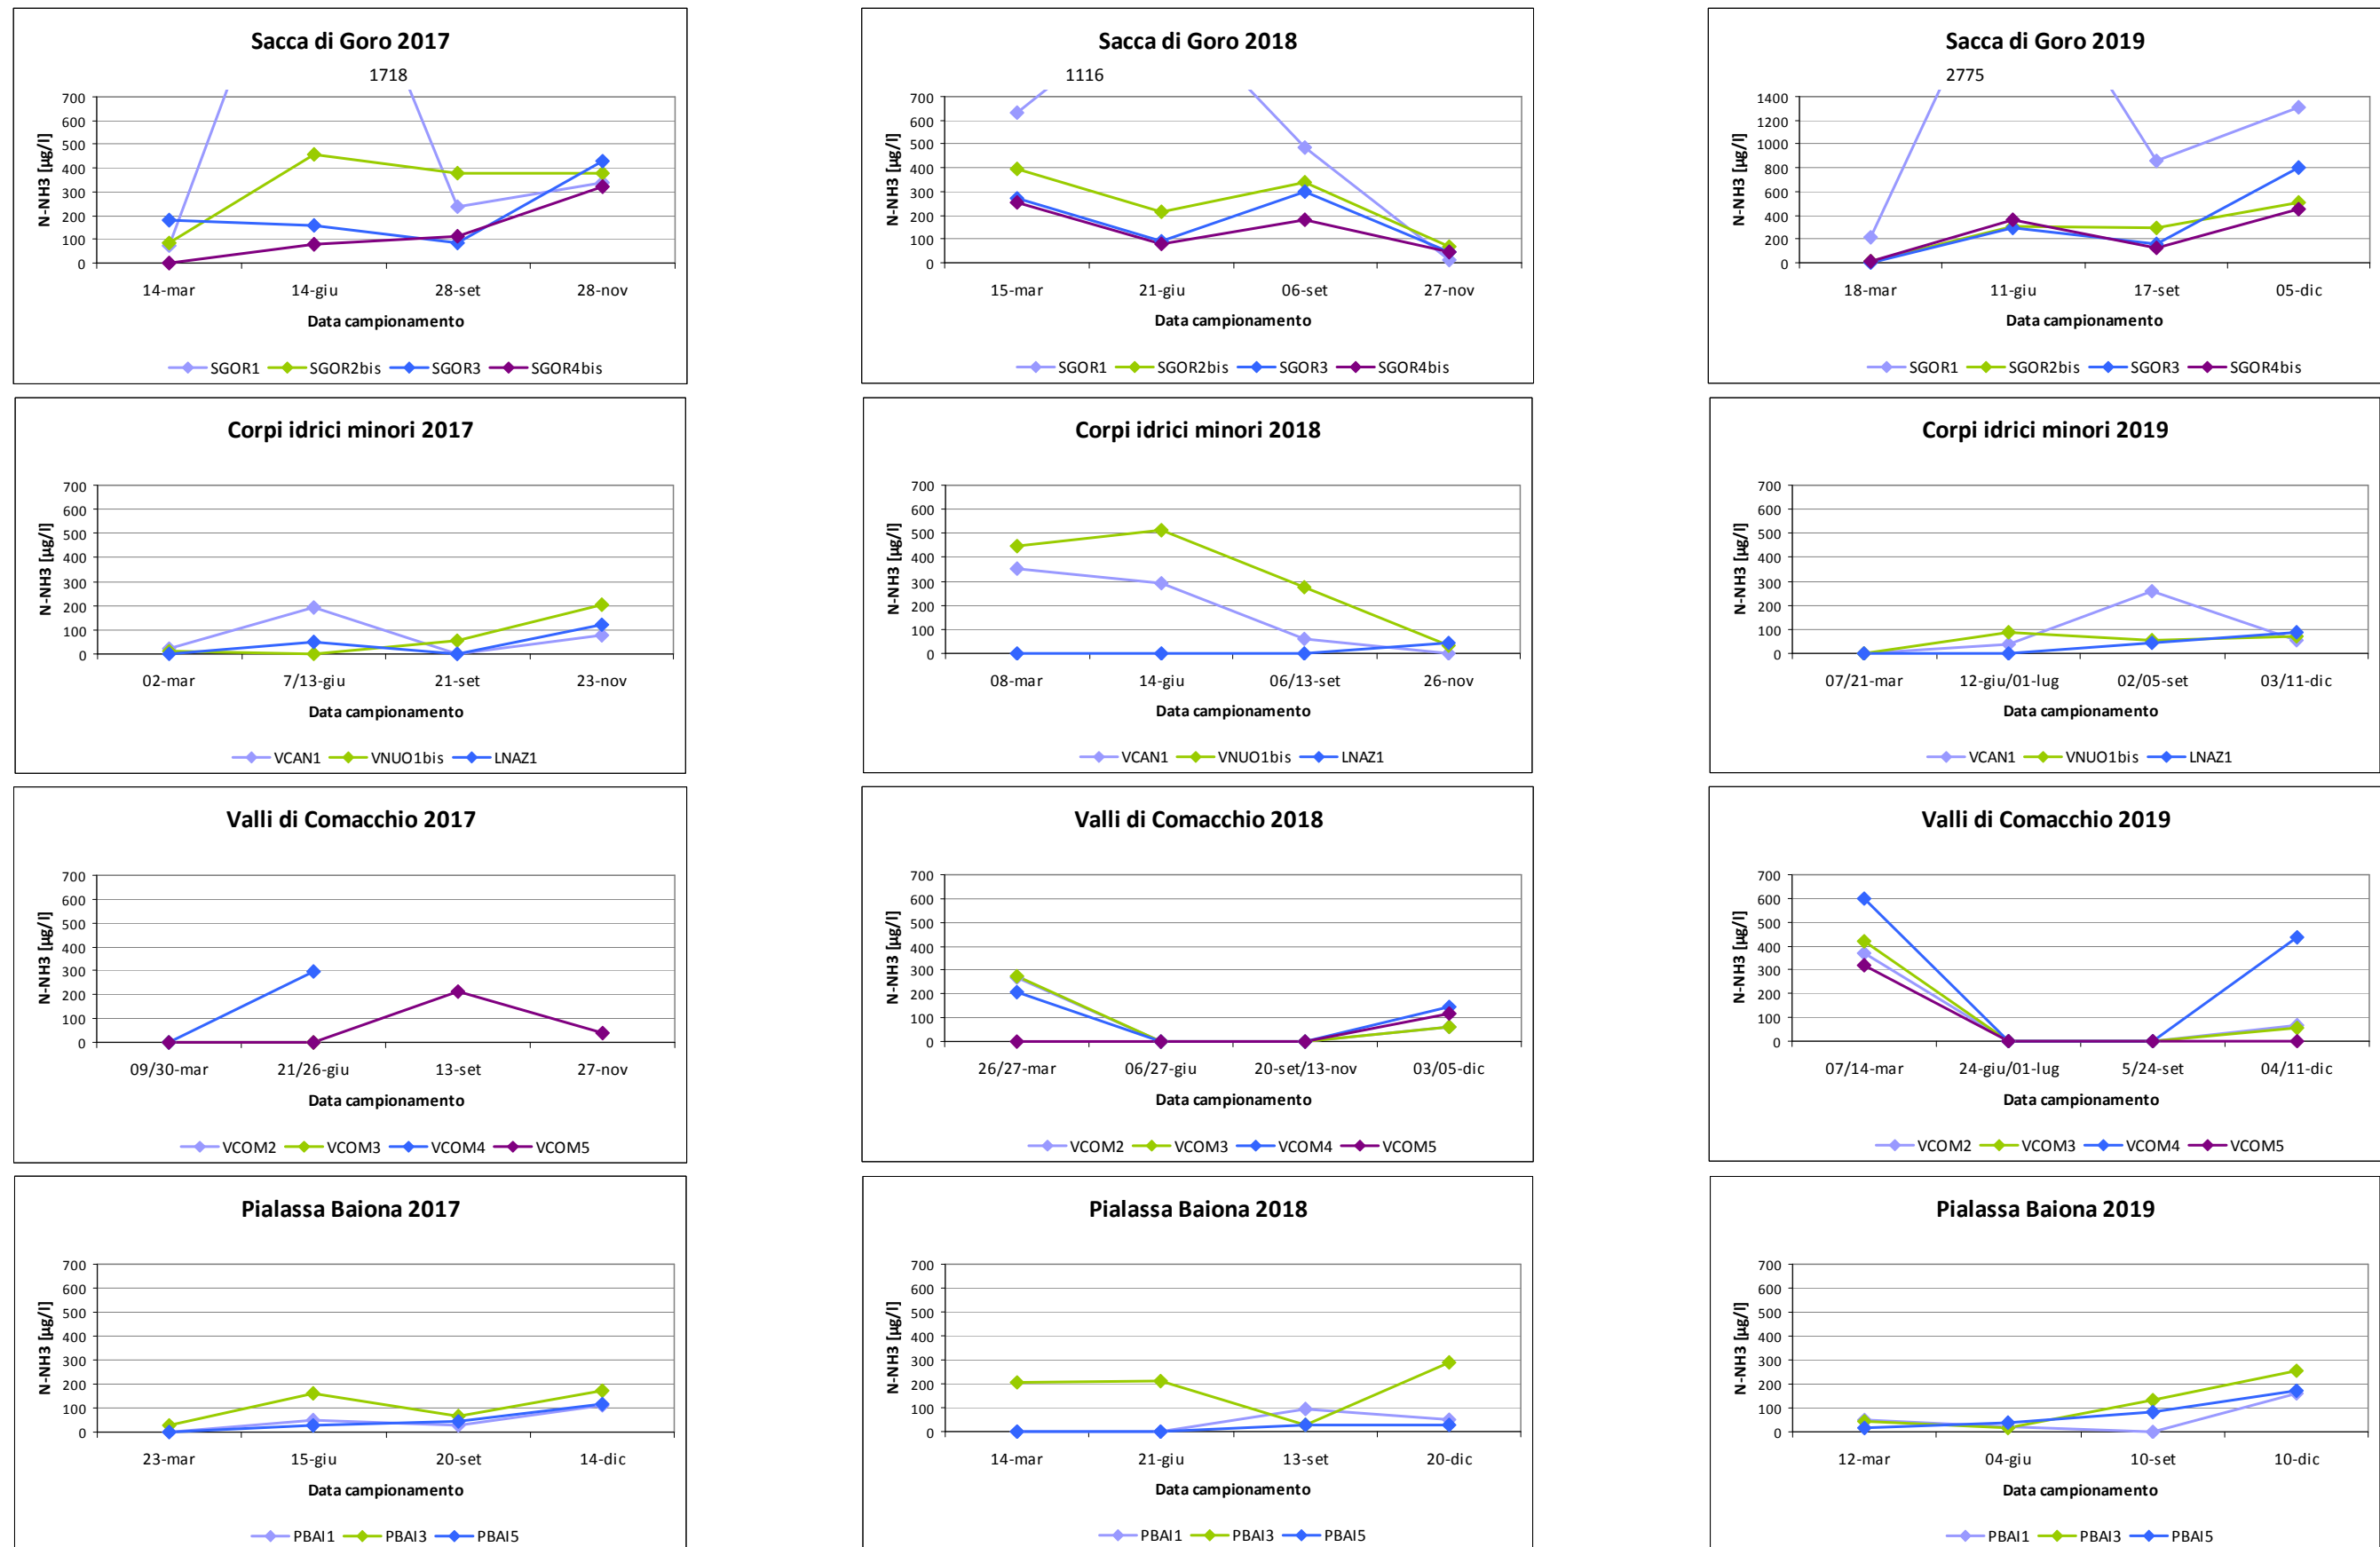 Sacca di Goro 2017
1718
N-NH3 [µg/l]
700
600
500
400
300
200
100
0
14-mar 14-giu 28-set 28-nov
Data campionamento
SGOR1 SGOR2bis SGOR3 SGOR4bis
Sacca di Goro 2018
1116
N-NH3 [µg/l]
700
600
500
400
300
200
100
0
15-mar 21-giu 06-set 27-nov
Data campionamento
SGOR1 SGOR2bis SGOR3 SGOR4bis
Sacca di Goro 2019
2775
N-NH3 [µg/l]
1400
1200
1000
800
600
400
200
0
18-mar 11-giu 17-set 05-dic
Data campionamento
SGOR1 SGOR2bis SGOR3 SGOR4bis
Corpi idrici minori 2017
N-NH3 [µg/l]
700
600
500
400
300
200
100
0
02-mar 7/13-giu 21-set 23-nov
Data campionamento
VCAN1 VNUO1bis LNAZ1
Corpi idrici minori 2018
N-NH3 [µg/l]
700
600
500
400
300
200
100
0
08-mar 14-giu 06/13-set 26-nov
Data campionamento
VCAN1 VNUO1bis LNAZ1
Corpi idrici minori 2019
N-NH3 [µg/l]
700
600
500
400
300
200
100
0
07/21-mar 12-giu/01-lug 02/05-set 03/11-dic
Data campionamento
VCAN1 VNUO1bis LNAZ1
Valli di Comacchio 2017
N-NH3 [µg/l]
700
600
500
400
300
200
100
0
09/30-mar 21/26-giu 13-set 27-nov
Data campionamento
VCOM2 VCOM3 VCOM4 VCOM5
Valli di Comacchio 2018
N-NH3 [µg/l]
700
600
500
400
300
200
100
0
26/27-mar 06/27-giu 20-set/13-nov 03/05-dic
Data campionamento
VCOM2 VCOM3 VCOM4 VCOM5
Valli di Comacchio 2019
N-NH3 [µg/l]
700
600
500
400
300
200
100
0
07/14-mar 24-giu/01-lug 5/24-set 04/11-dic
Data campionamento
VCOM2 VCOM3 VCOM4 VCOM5
Pialassa Baiona 2017
N-NH3 [µg/l]
700
600
500
400
300
200
100
0
23-mar 15-giu 20-set 14-dic
Data campionamento
PBAI1 PBAI3 PBAI5
Pialassa Baiona 2018
N-NH3 [µg/l]
700
600
500
400
300
200
100
0
14-mar 21-giu 13-set 20-dic
Data campionamento
PBAI1 PBAI3 PBAI5
Pialassa Baiona 2019
N-NH3 [µg/l]
700
600
500
400
300
200
100
0
12-mar 04-giu 10-set 10-dic
Data campionamento
PBAI1 PBAI3 PBAI5